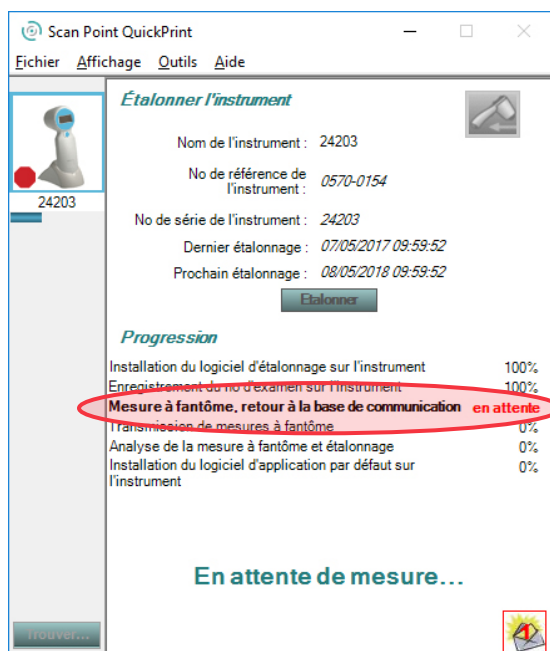 Scan Point QuickPrint
Fichier Affichage Outils Aide
Étalonner l'instrument
Nom de l'instrument : 24203
No de référence de
l'instrument : 0570-0154
24203
No de série de l'instrument : 24203
Dernier étalonnage : 07/05/2017 09:59:52
Prochain étalonnage : 08/05/2018 09:59:52
Etalonner
Progression
Installation du logiciel d'étalonnage sur l'instrument 100%
Enregistrement du no d'examen sur l'instrument 100%
Mesure à fantôme, retour à la base de communication en attente
Transmission de mesures à fantôme 0%
Analyse de la mesure à fantôme et étalonnage 0%
Installation du logiciel d'application par défaut sur 0%
l'instrument
En attente de mesure...
Trouver...
1